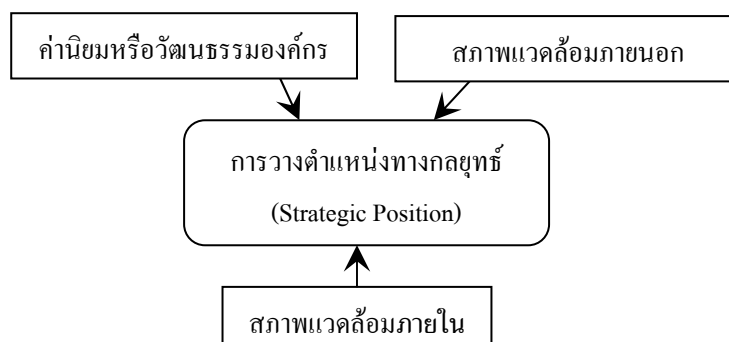 ค่านิยมหรือวัฒนธรรมองค์กร
สภาพแวดล้อมภายนอก
การวางตำแหน่งทางกลยุทธ์
(Strategic Position)
สภาพแวดล้อมภายใน